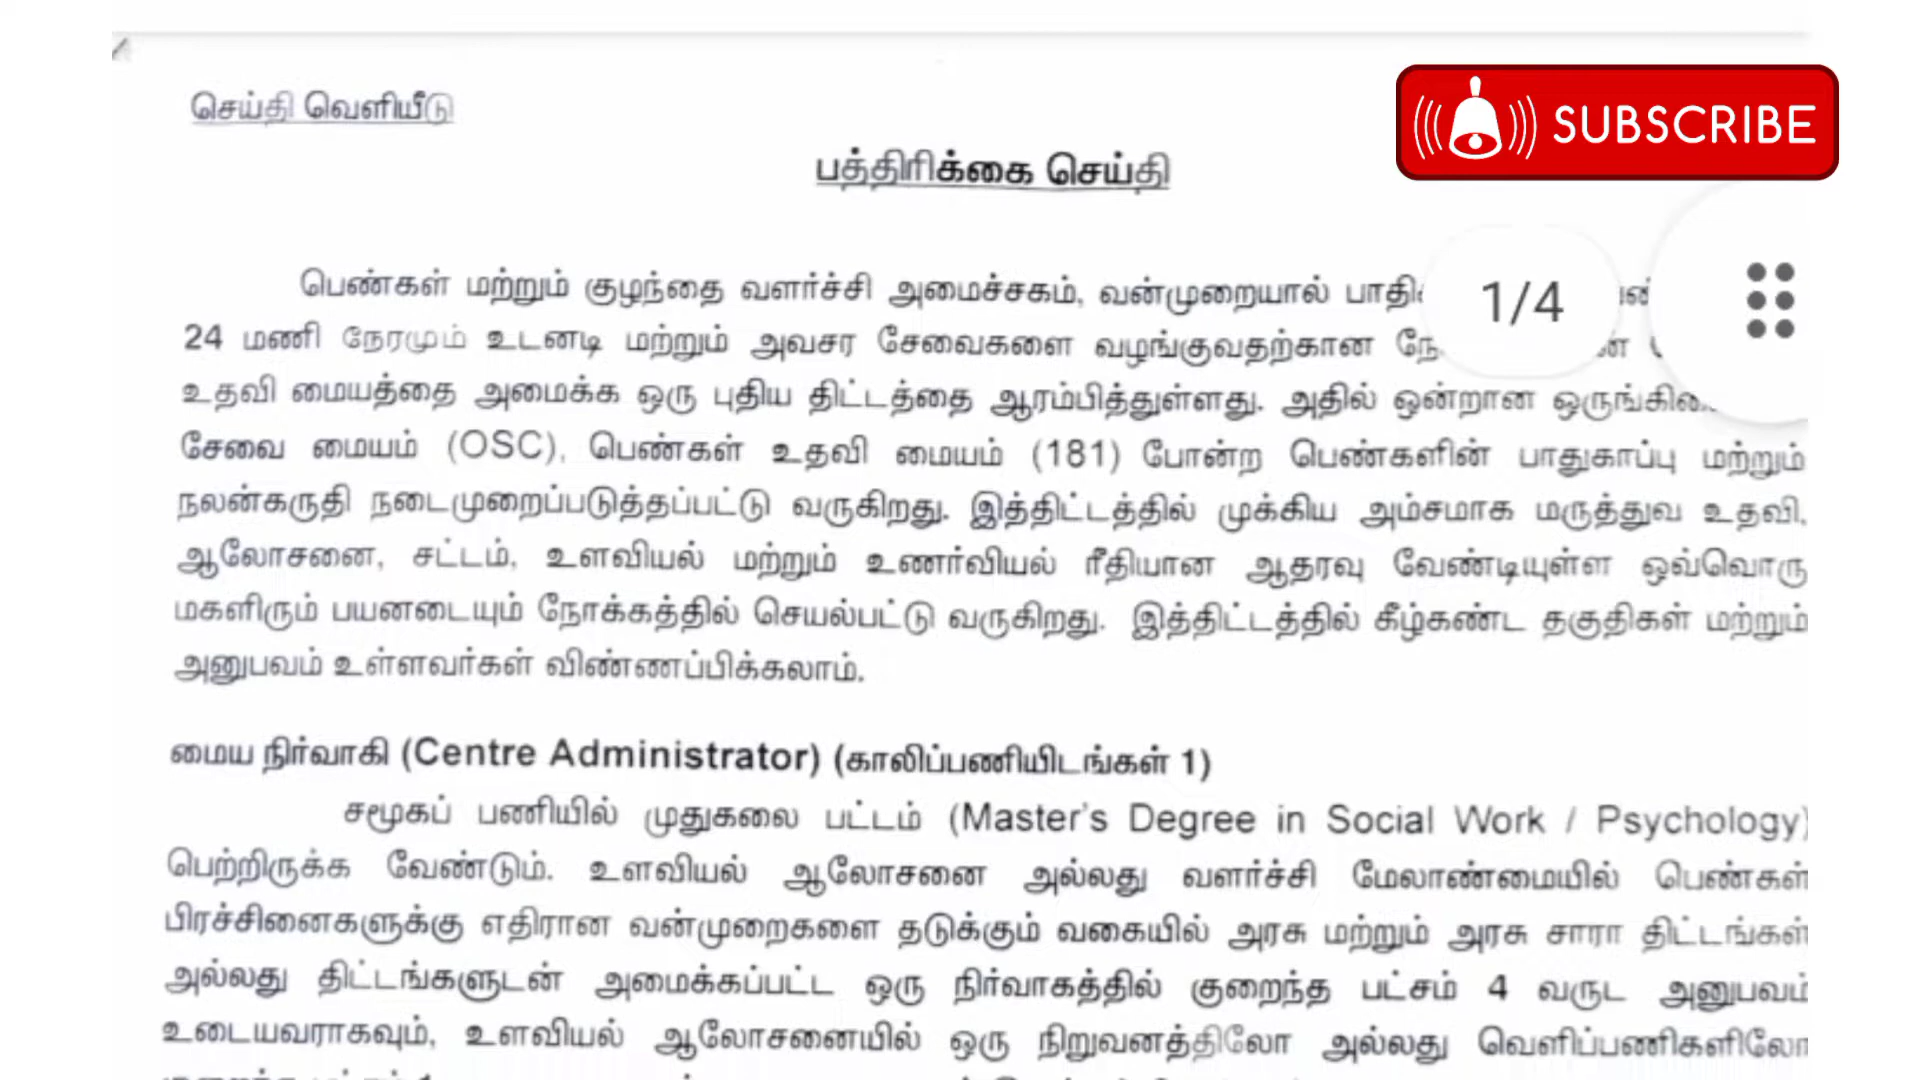 செய்தி வெளியீடு
SUBSCRIBE
பத்திரிக்கை செய்தி
1/4
பெண்கள் மற்றும் குழந்தை வளர்ச்சி அமைச்சகம், வன்முறையால்
24 மணி நேரமும் உடனடி மற்றும் அவசர சேவைகளை வழங்குவதற்கான
உதவி மையத்தை அமைக்க ஒரு புதிய திட்டத்தை ஆரம்பித்துள்ளது. அதில் ஒன்றான
சேவை மையம் (OSC), பெண்கள் உதவி மையம் (181) போன்ற பெண்களின் பாதுகாப்பு மற்றும்
நலன்கருதி நடைமுறைப்படுத்தப்பட்டு வருகிறது. இத்திட்டத்தில் முக்கிய அம்சமாக மருத்துவ உதவி,
ஆலோசனை, சட்டம், உளவியல் மற்றும் உணர்வியல் ரீதியான ஆதரவு வேண்டியுள்ள ஒவ்வொரு
மகளிரும் பயனடையும் நோக்கத்தில் செயல்பட்டு வருகிறது. இத்திட்டத்தில் கீழ்கண்ட தகுதிகள் மற்றும்
அனுபவம் உள்ளவர்கள் விண்ணப்பிக்கலாம்.
மைய நிர்வாகி (Centre Administrator) (காலிப்பணியிடங்கள் 1)
சமூகப் பணியில் முதுகலை பட்டம் (Master's Degree in Social Work / Psychology)
பெற்றிருக்க வேண்டும். உளவியல் ஆலோசனை அல்லது வளர்ச்சி மேலாண்மையில் பெண்கள்
பிரச்சினைகளுக்கு எதிரான வன்முறைகளை தடுக்கும் வகையில் அரசு மற்றும் அரசு சாரா திட்டங்கள்
அல்லது திட்டங்களுடன் அமைக்கப்பட்ட ஒரு நிர்வாகத்தில் குறைந்த பட்சம் 4 வருட அனுபவம்
உடையவராகவும், உளவியல் ஆலோசனையில் ஒரு நிறுவனத்திலோ அல்லது வெளிப்பணிகளிலோ